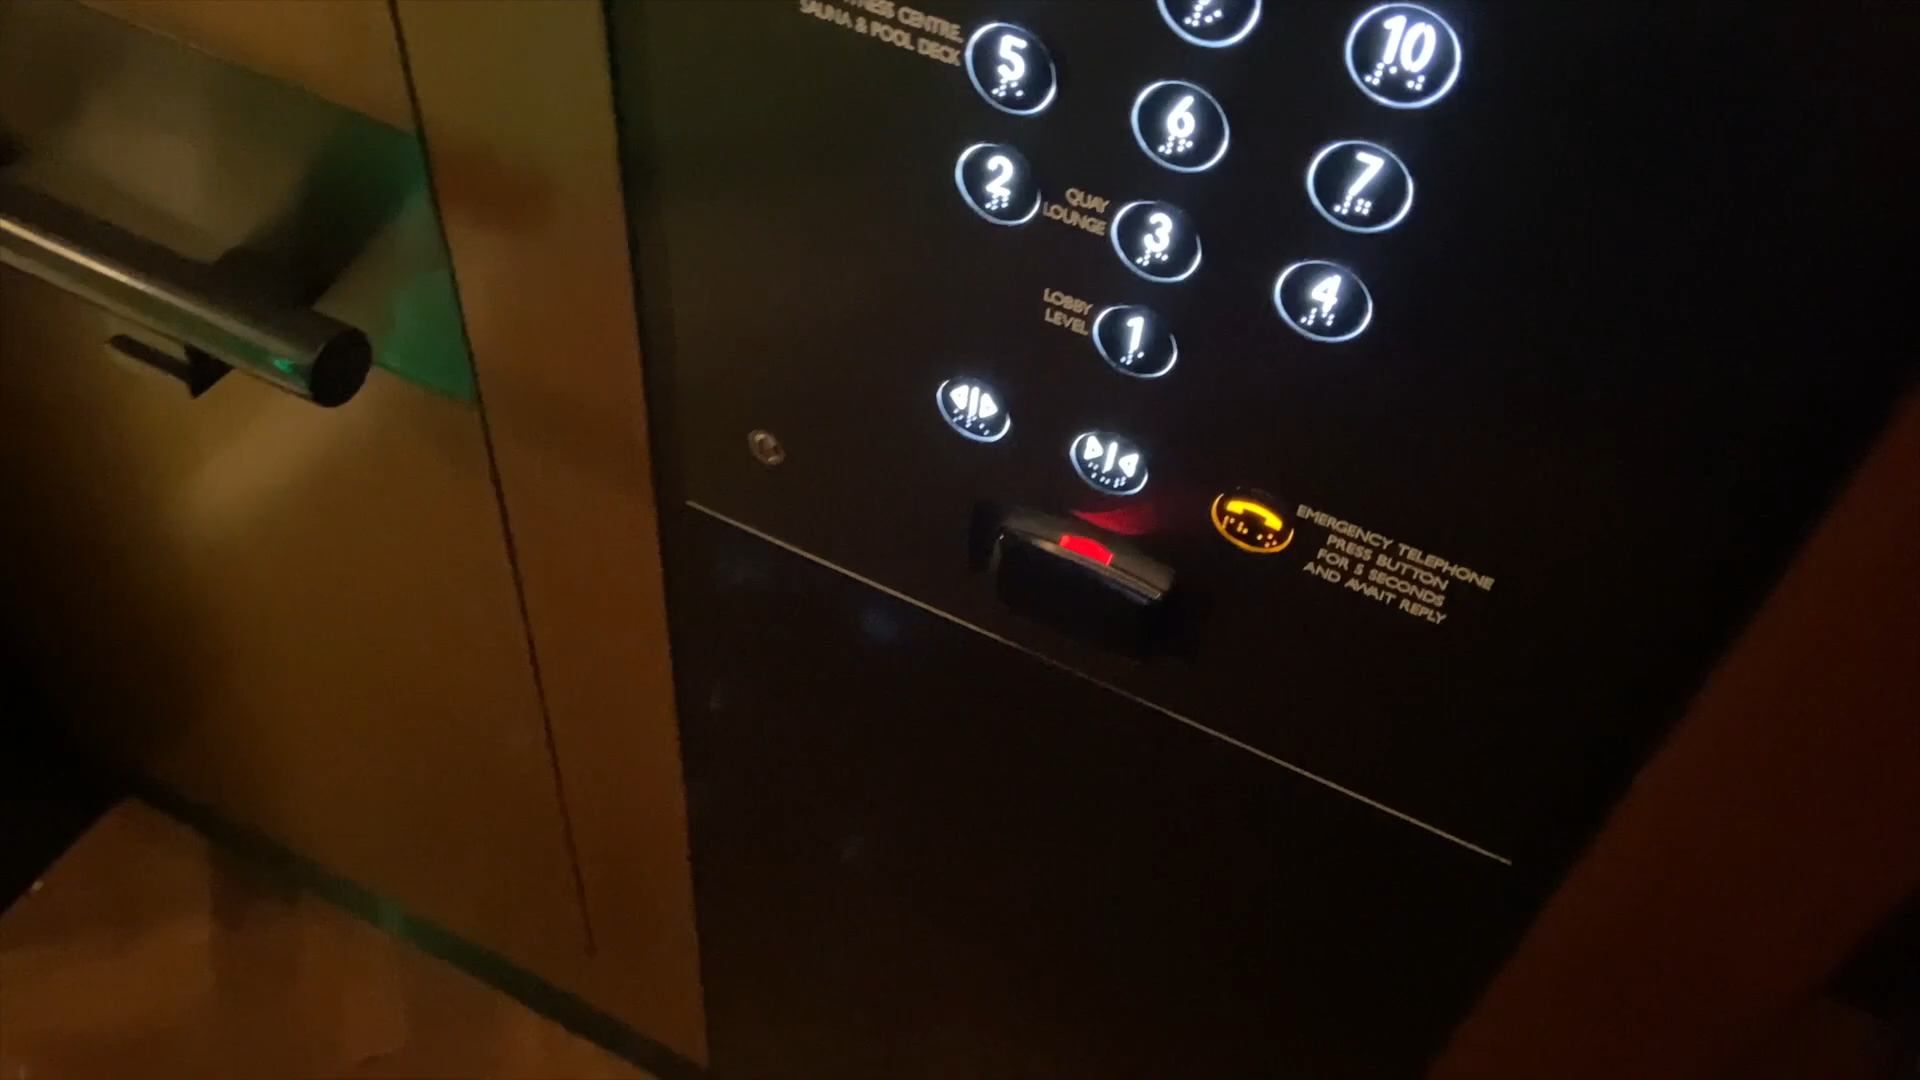 CENTRE,
SAUNA & POOL DECK
5
10
6
2
7
QUAY
LOUNGE
3
4
LOBBY
LEVEL
1
EMERGENCY TELEPHONE
PRESS BUTTON
FOR 5 SECONDS
AND AWAIT REPLY